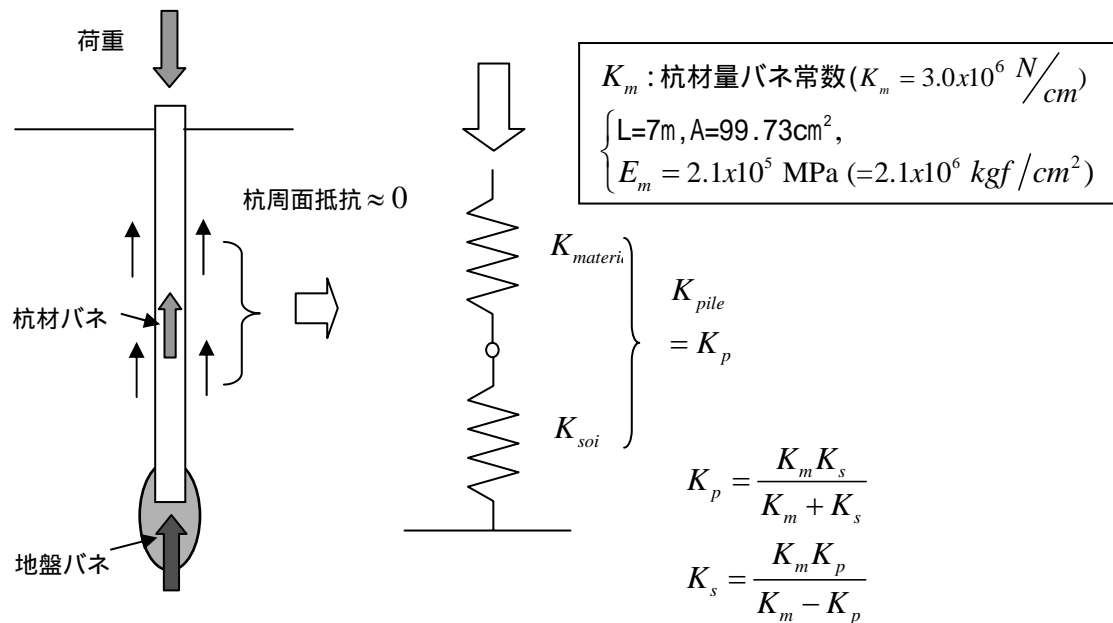 荷重
K_m:杭材量バネ常数(K_m = 3.0x10^6 N/cm)
L=7m,A=99.73cm²,
E_m = 2.1x10^5 MPa (=2.1x10^6 kgf/cm²)
杭周面抵抗≈0
K_materi
K_pile
= K_p
杭材バネ
K_soi
K_p = K_m K_s / K_m + K_s
地盤バネ
K_s = K_m K_p / K_m − K_p